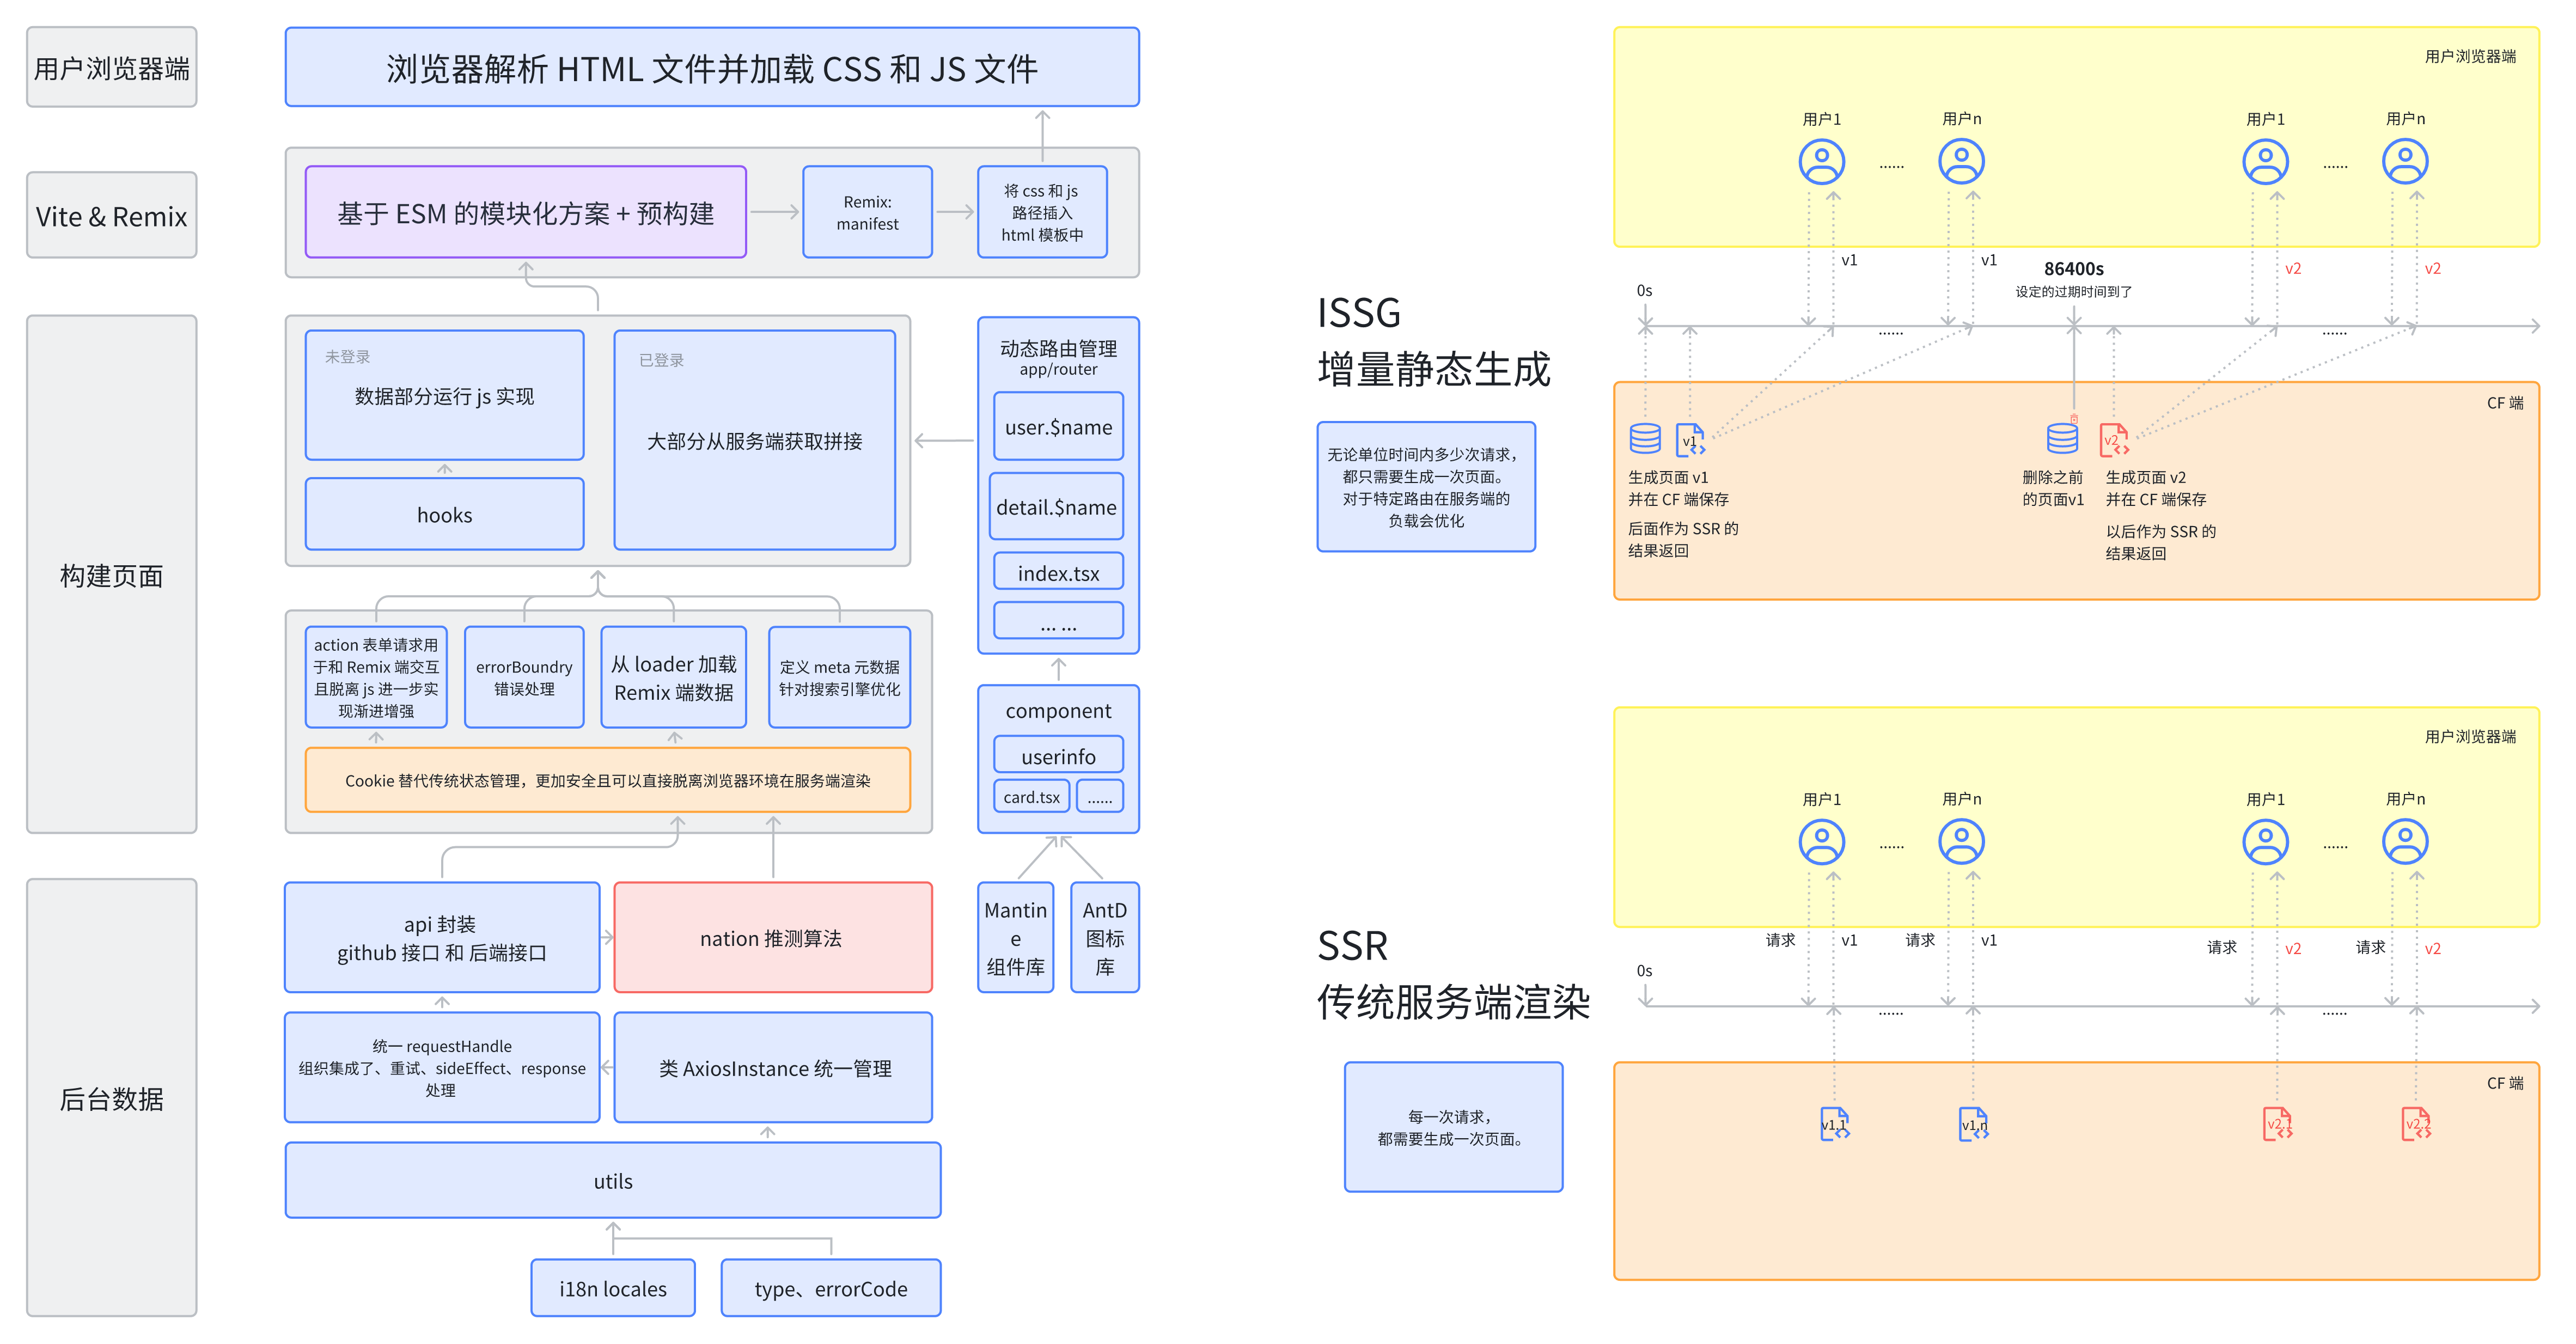 用户浏览器端
浏览器解析 HTML 文件并加载 CSS 和 JS 文件
Vite & Remix
基于 ESM 的模块化方案 + 预构建
Remix:
manifest
将 css 和 js
路径插入
html 模板中
构建页面
未登录
数据部分运行 js 实现
hooks
已登录
大部分从服务端获取拼接
动态路由管理
app/router
user.$name
detail.$name
index.tsx
... ...
action 表单请求用
于和 Remix 端交互
且脱离 js 进一步实
现渐进增强
errorBoundry
错误处理
从 loader 加载
Remix 端数据
定义 meta 元数据
针对搜索引擎优化
Cookie 替代传统状态管理，更加安全且可以直接脱离浏览器环境在服务端渲染
component
userinfo
card.tsx
......
后台数据
api 封装
github 接口 和 后端接口
nation 推测算法
Mantin
e
组件库
AntD
图标
库
统一 requestHandle
组织集成了、重试、sideEffect、response
处理
类 AxiosInstance 统一管理
utils
i18n locales
type、errorCode
ISSG
增量静态生成
无论单位时间内多少次请求，
都只需要生成一次页面。
对于特定路由在服务端的
负载会优化
用户浏览器端
用户1
......
用户n
用户1
......
用户n
v1
v1
v2
v2
0s
86400s
设定的过期时间到了
......
......
CF 端
v1
v2
生成页面 v1
并在 CF 端保存
后面作为 SSR 的
结果返回
删除之前
的页面v1
生成页面 v2
并在 CF 端保存
以后作为 SSR 的
结果返回
SSR
传统服务端渲染
每一次请求，
都需要生成一次页面。
用户浏览器端
用户1
......
用户n
用户1
......
用户n
请求
v1
请求
v1
请求
v2
请求
v2
0s
......
......
CF 端
v1.1
v1.n
v2.1
v2.2